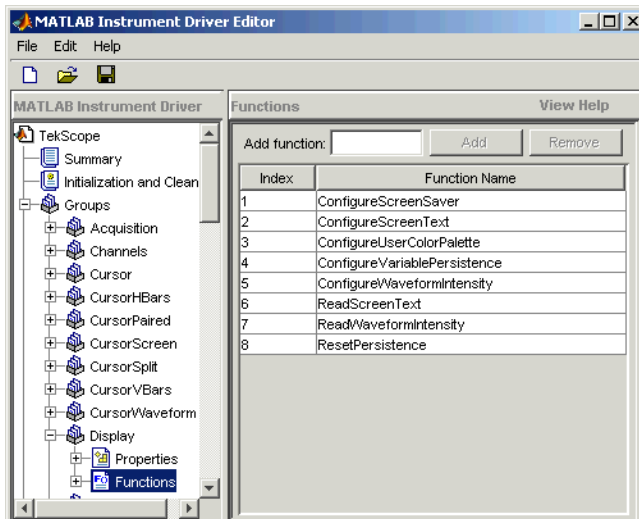 MATLAB Instrument Driver Editor
File Edit Help
MATLAB Instrument Driver
TekScope
Summary
Initialization and Clean
Groups
Acquisition
Channels
Cursor
CursorHBars
CursorPaired
CursorScreen
CursorSplit
CursorVBars
CursorWaveform
Display
Properties
Functions
Functions View Help
Add function: Add Remove
Index Function Name
1 ConfigureScreenSaver
2 ConfigureScreenText
3 ConfigureUserColorPalette
4 ConfigureVariablePersistence
5 ConfigureWaveformIntensity
6 ReadScreenText
7 ReadWaveformIntensity
8 ResetPersistence